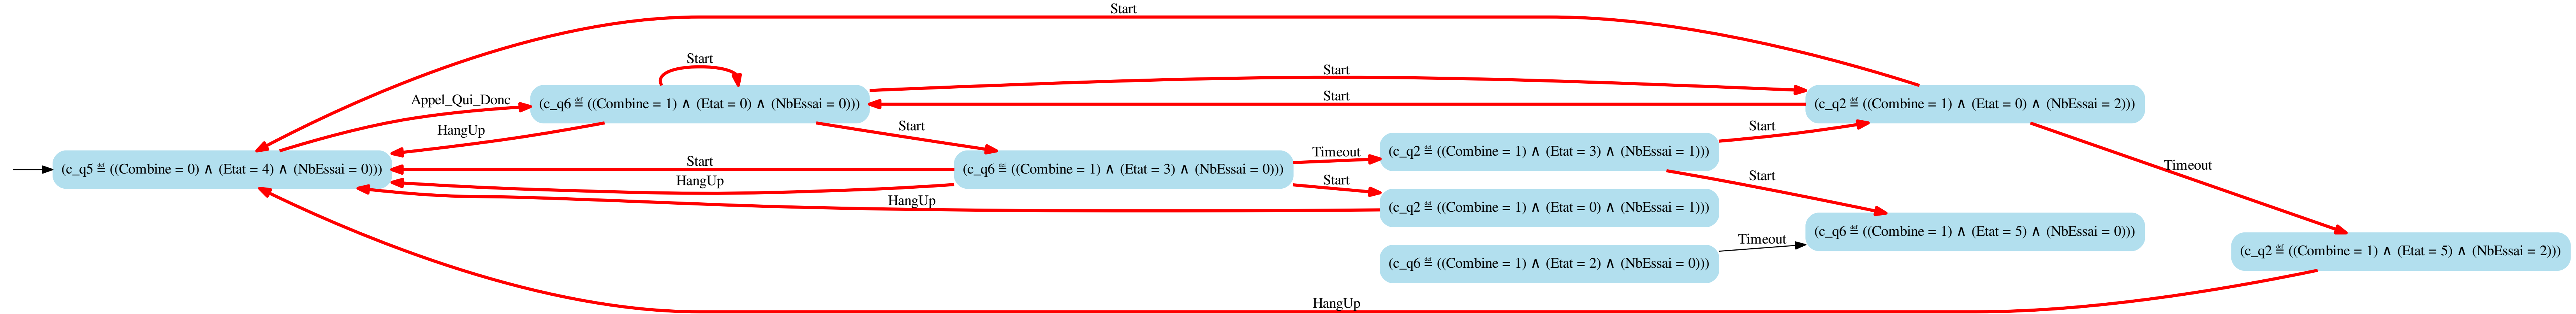 Start
Start
Start
(c_q6 ≝ ((Combine = 1) ∧ (Etat = 0) ∧ (NbEssai = 0)))
Appel_Qui_Donc
Start
(c_q2 ≝ ((Combine = 1) ∧ (Etat = 0) ∧ (NbEssai = 2)))
HangUp
Start
Start
(c_q2 ≝ ((Combine = 1) ∧ (Etat = 3) ∧ (NbEssai = 1)))
Timeout
Timeout
(c_q5 ≝ ((Combine = 0) ∧ (Etat = 4) ∧ (NbEssai = 0)))
Start
(c_q6 ≝ ((Combine = 1) ∧ (Etat = 3) ∧ (NbEssai = 0)))
HangUp
Start
Start
HangUp
(c_q2 ≝ ((Combine = 1) ∧ (Etat = 0) ∧ (NbEssai = 1)))
(c_q6 ≝ ((Combine = 1) ∧ (Etat = 5) ∧ (NbEssai = 0)))
Timeout
(c_q2 ≝ ((Combine = 1) ∧ (Etat = 5) ∧ (NbEssai = 2)))
(c_q6 ≝ ((Combine = 1) ∧ (Etat = 2) ∧ (NbEssai = 0)))
HangUp